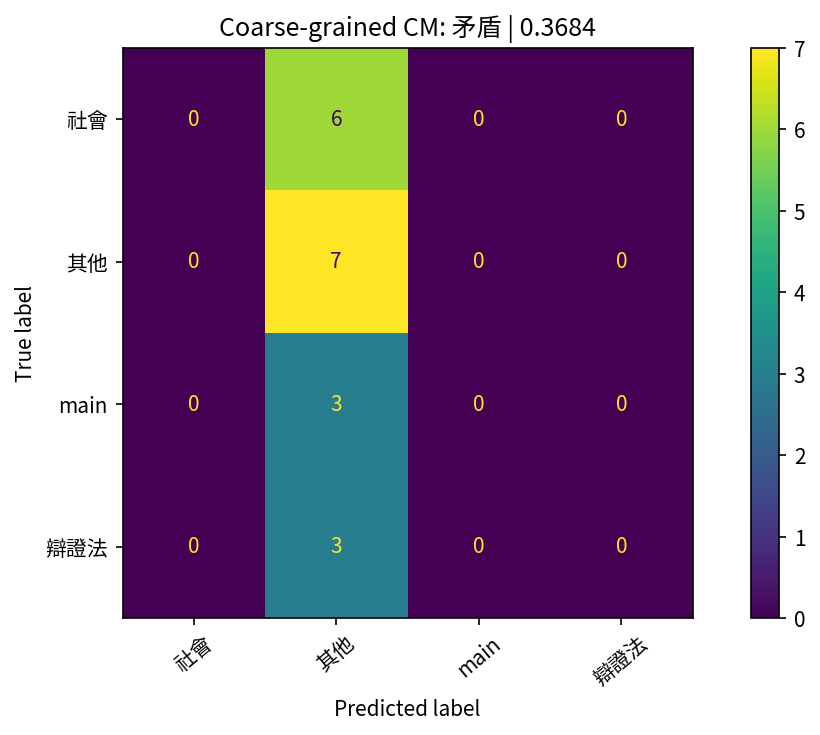 Coarse-grained CM: 矛盾 | 0.3684
True label
社會 0 6 0 0
其他 0 7 0 0
main 0 3 0 0
辯證法 0 3 0 0
社會 其他 main 辯證法
Predicted label
7
6
5
4
3
2
1
0